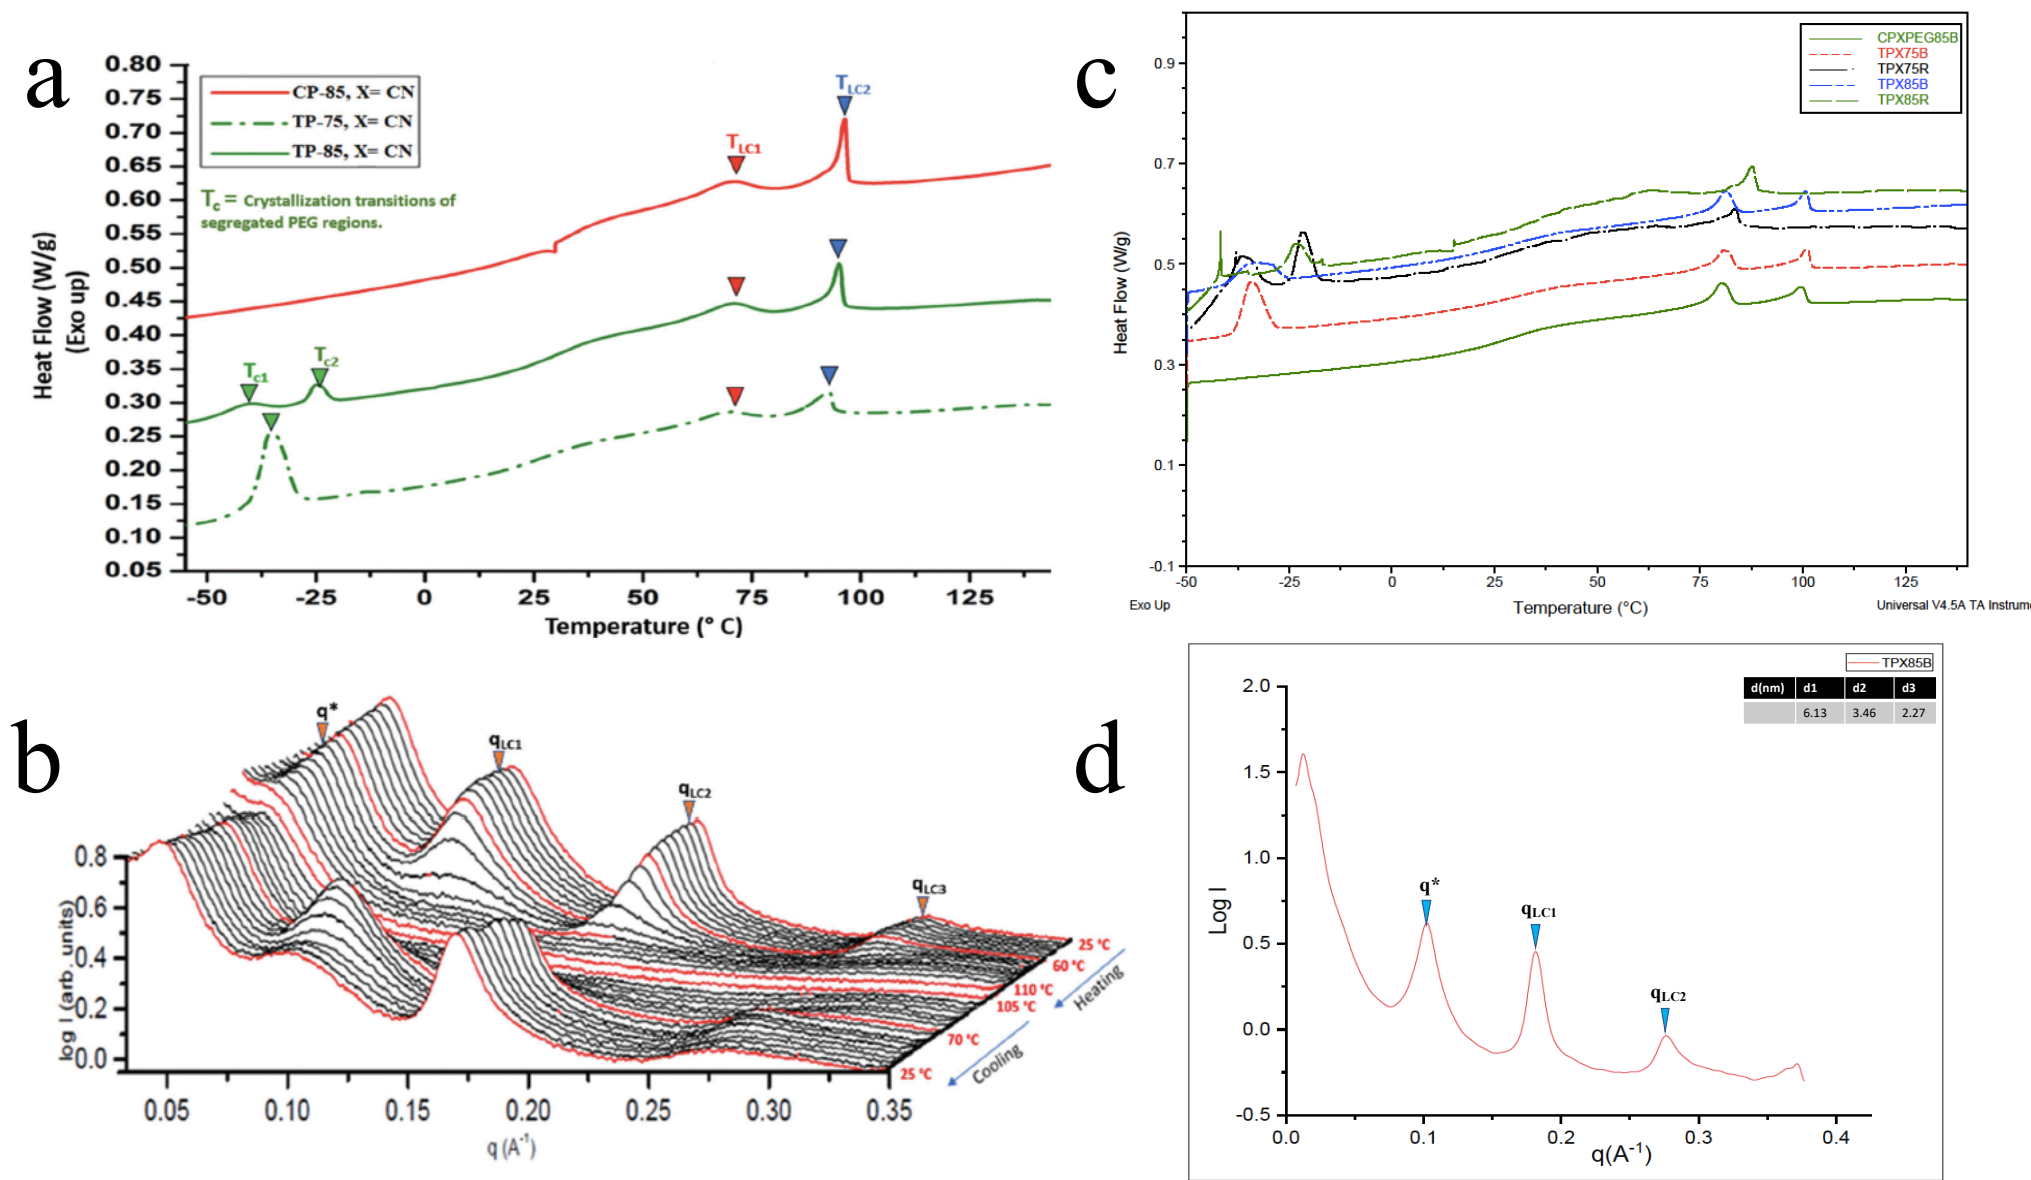 a
0.80
0.75
0.70
0.65
0.60
0.55
0.50
0.45
0.40
0.35
0.30
0.25
0.20
0.15
0.10
0.05
Heat Flow (W/g)
(Exo up)
CP-85, X= CN
TP-75, X= CN
TP-85, X= CN
Tc = Crystallization transitions of
segregated PEG regions.
TLC2
TLC1
Tc1
Tc2
-50 -25 0 25 50 75 100 125
Temperature (° C)
c
CPXPEG85B
TPX75B
TPX75R
TPX85B
TPX85R
0.9
0.7
0.5
0.3
0.1
-0.1
Heat Flow (W/g)
-50 -25 0 25 50 75 100 125
Exo Up
Temperature (°C)
Universal V4.5A TA Instrume
b
q*
qLC1
qLC2
qLC3
0.8
0.6
0.4
0.2
0.0
log I (arb. units)
25 °C
60 °C
110 °C
105 °C
70 °C
25 °C
Heating
Cooling
0.05 0.10 0.15 0.20 0.25 0.30 0.35
q (A-1)
d
TPX85B
d(nm) d1 d2 d3
6.13 3.46 2.27
2.0
1.5
1.0
0.5
0.0
-0.5
Log I
q*
qLC1
qLC2
0.0 0.1 0.2 0.3 0.4
q(A-1)